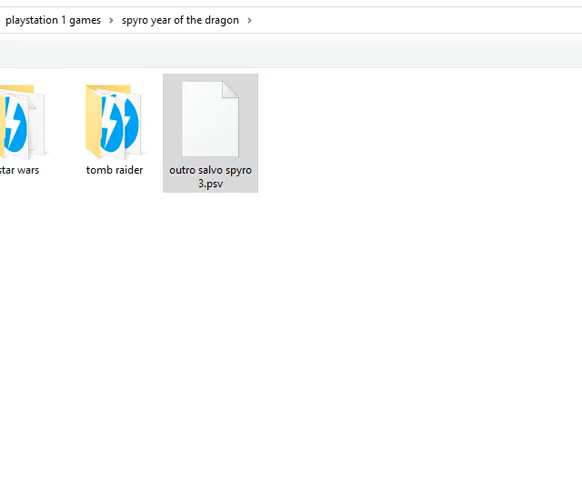 playstation 1 games > spyro year of the dragon >
star wars
tomb raider
outro salvo spyro
3.psv